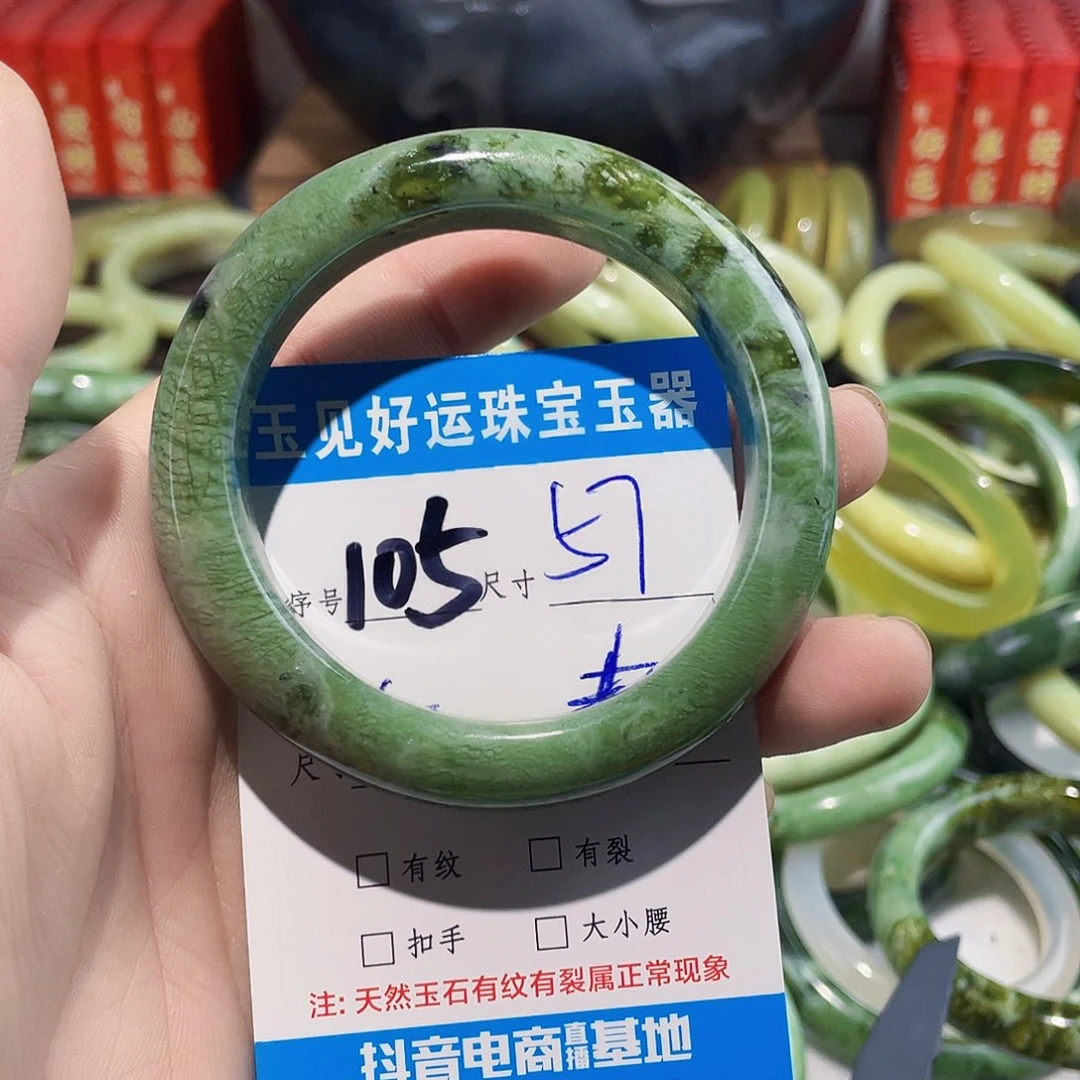 玉见好运珠宝玉器
序号 105 尺寸 57
尺
有纹 有裂
扣手 大小腰
注: 天然玉石有纹有裂属正常现象
抖音电商直播基地